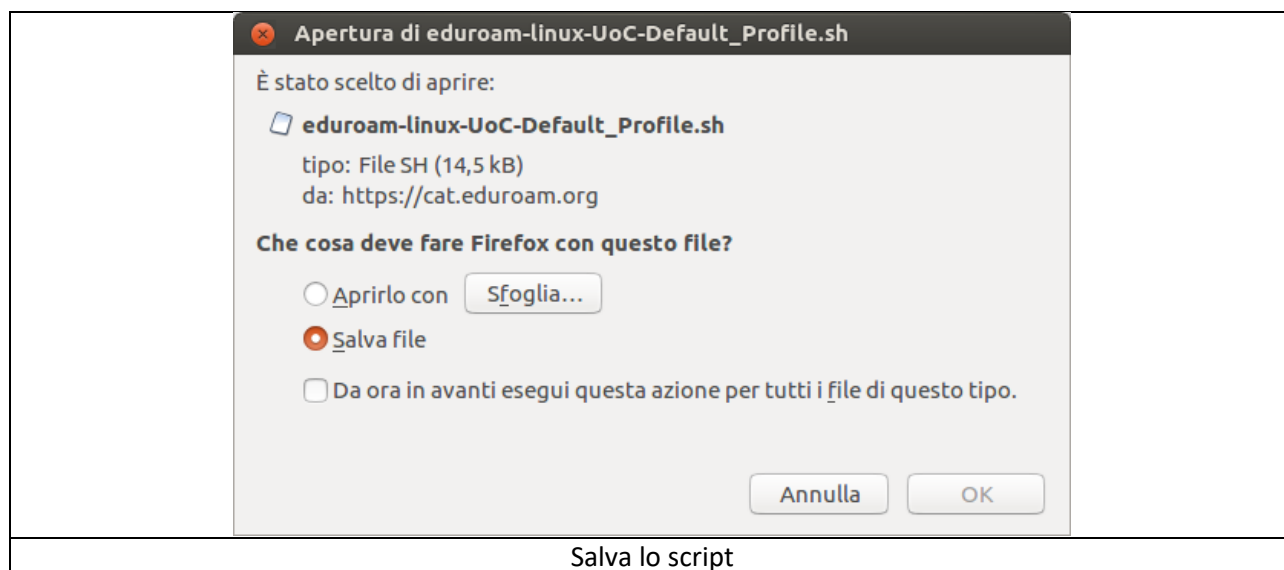 Apertura di eduroam-linux-UoC-Default_Profile.sh
È stato scelto di aprire:
eduroam-linux-UoC-Default_Profile.sh
tipo: File SH (14,5 kB)
da: https://cat.eduroam.org
Che cosa deve fare Firefox con questo file?
Aprirlo con Sfoglia...
Salva file
Da ora in avanti esegui questa azione per tutti i file di questo tipo.
Annulla OK
Salva lo script